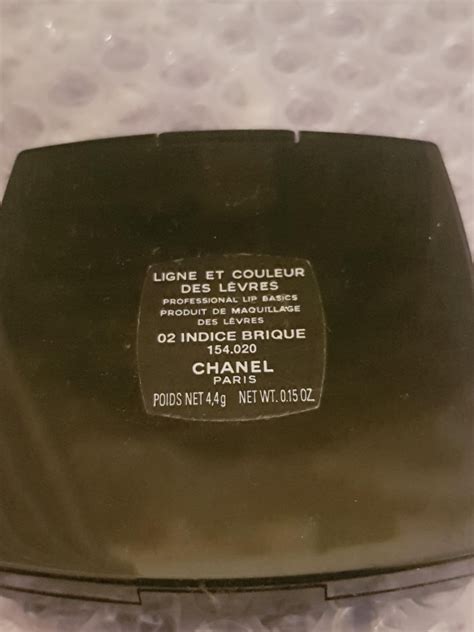 LIGNE ET COULEUR
DES LÈVRES
PROFESSIONAL LIP BASICS
PRODUIT DE MAQUILLAGE
DES LÈVRES
02 INDICE BRIQUE
154.020
CHANEL
PARIS
POIDS NET 4,4g NET WT. 0.15 OZ.